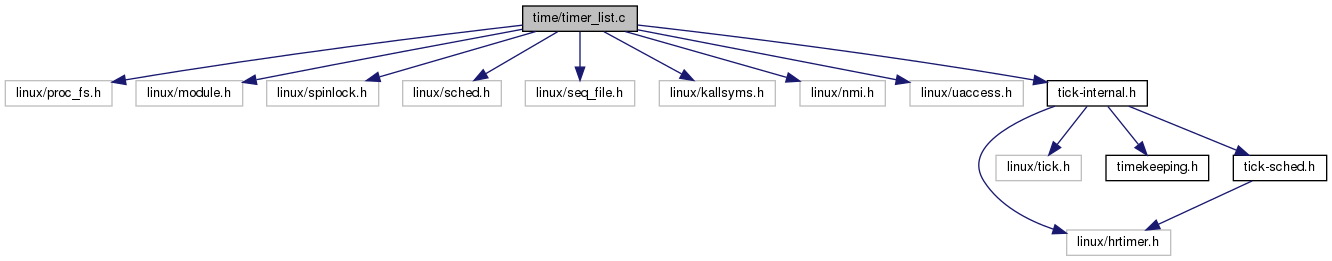 time/timer_list.c
linux/proc_fs.h
linux/module.h
linux/spinlock.h
linux/sched.h
linux/seq_file.h
linux/kallsyms.h
linux/nmi.h
linux/uaccess.h
tick-internal.h
linux/tick.h
timekeeping.h
tick-sched.h
linux/hrtimer.h